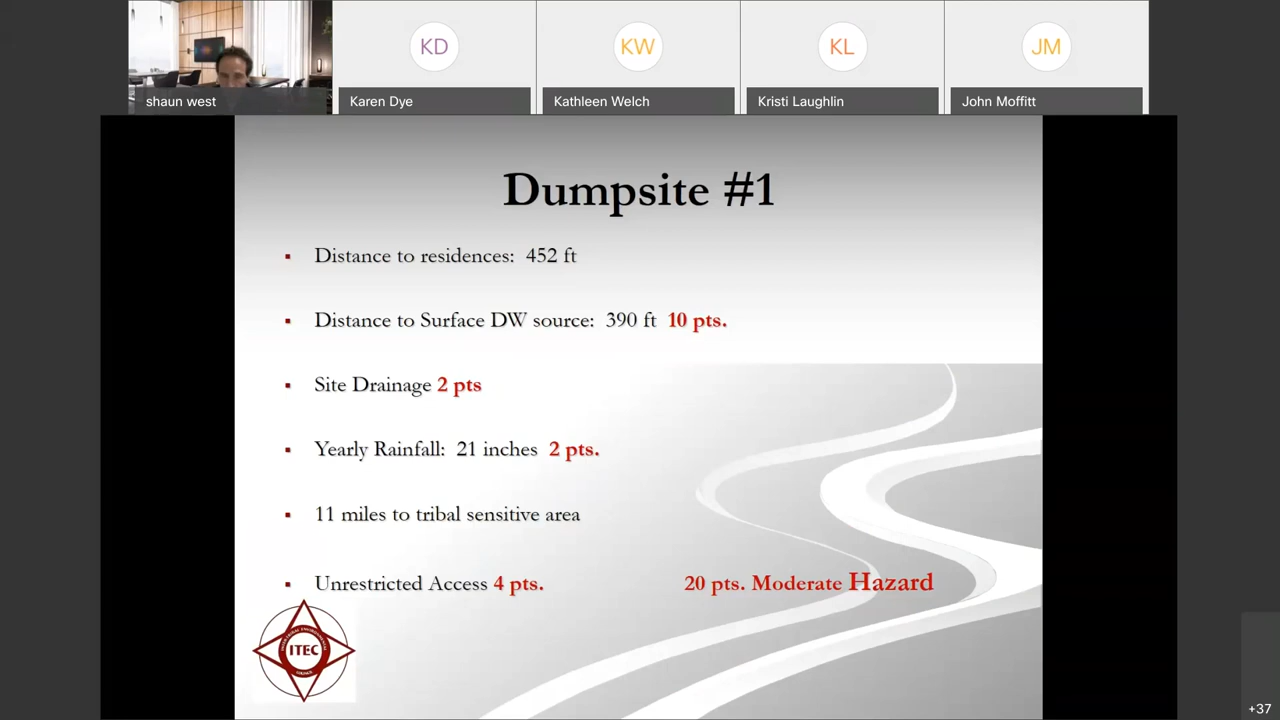 KD
KW
KL
JM
shaun west
Karen Dye
Kathleen Welch
Kristi Laughlin
John Moffitt
Dumpsite #1
▪ Distance to residences: 452 ft
▪ Distance to Surface DW source: 390 ft 10 pts.
▪ Site Drainage 2 pts
▪ Yearly Rainfall: 21 inches 2 pts.
▪ 11 miles to tribal sensitive area
▪ Unrestricted Access 4 pts.
20 pts. Moderate Hazard
ITEC
+37